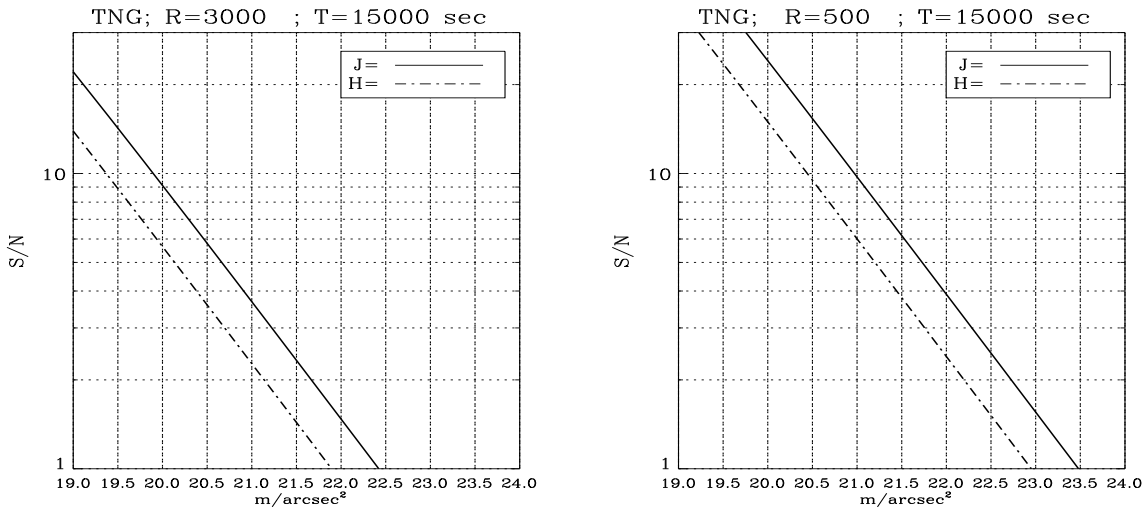 TNG; R=3000 ; T=15000 sec
J=
H=
10
1
S/N
19.0 19.5 20.0 20.5 21.0 21.5 22.0 22.5 23.0 23.5 24.0
m/arcsec²
TNG; R=500 ; T=15000 sec
J=
H=
10
1
S/N
19.0 19.5 20.0 20.5 21.0 21.5 22.0 22.5 23.0 23.5 24.0
m/arcsec²